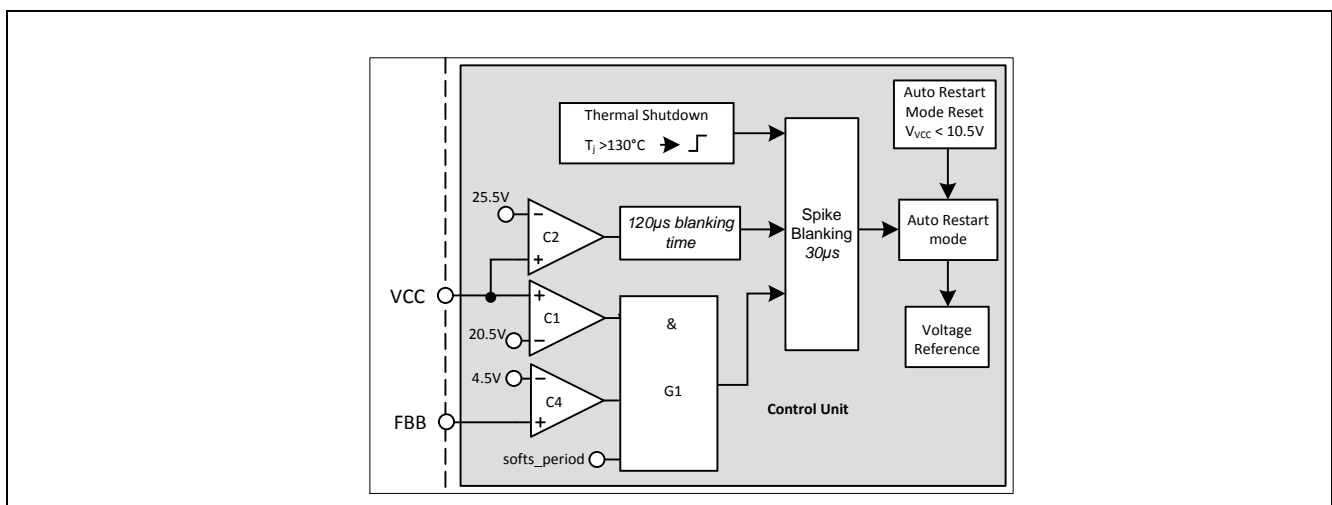 Auto Restart
Mode Reset
VVCC < 10.5V
Thermal Shutdown
Tj >130°C
25.5V
C2
120µs blanking
time
Spike
Blanking
30µs
Auto Restart
mode
VCC
C1
20.5V
&
Voltage
Reference
4.5V
C4
G1
Control Unit
FBB
softs_period